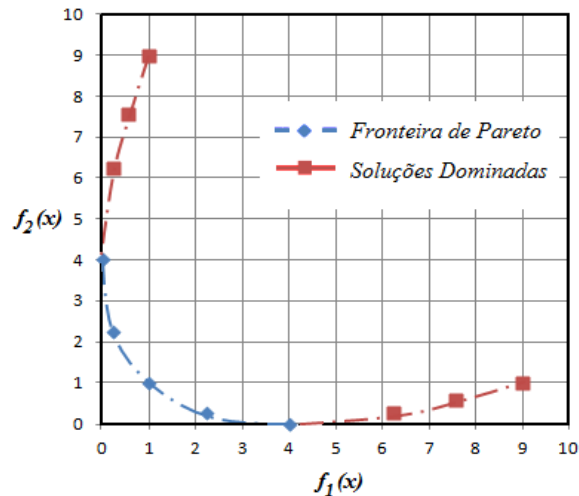 10
9
8
7
6
5
4
3
2
1
0
f₂(x)
Fronteira de Pareto
Soluções Dominadas
0 1 2 3 4 5 6 7 8 9 10
f₁(x)